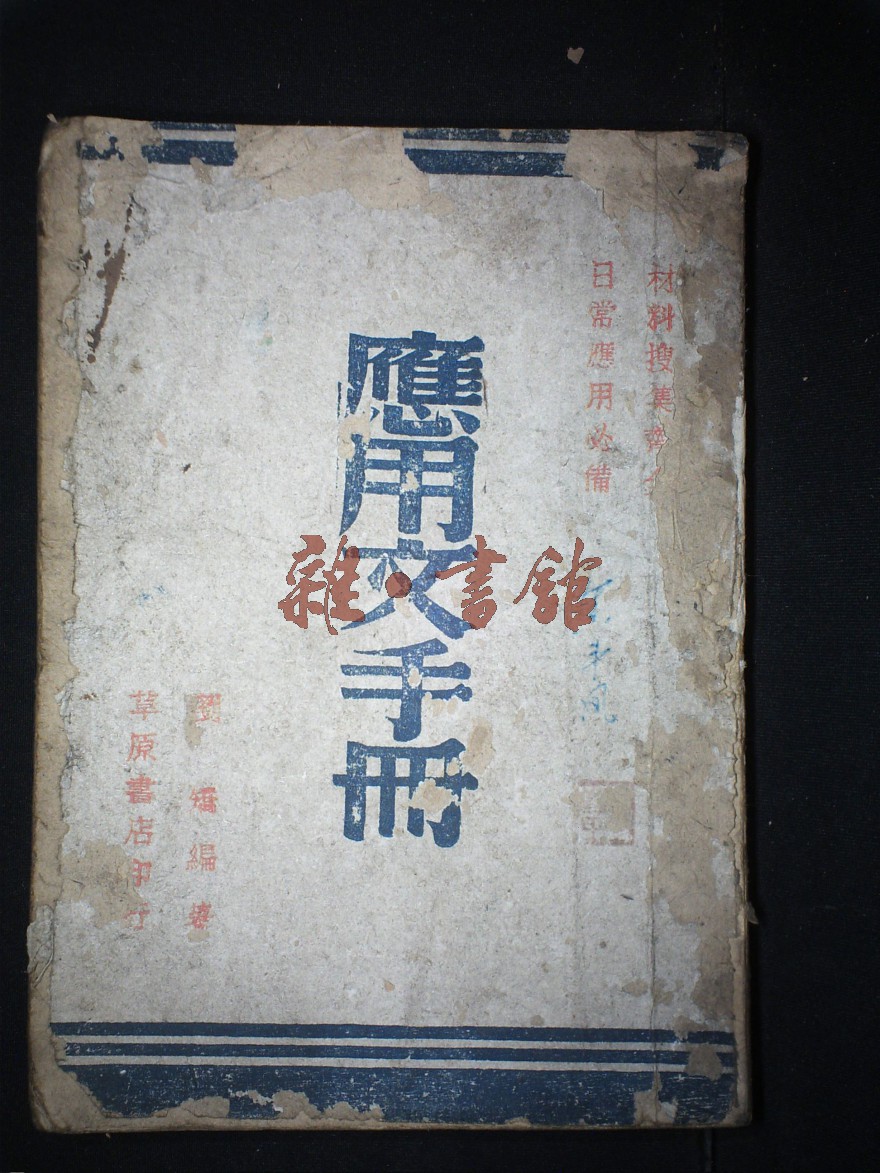 材料搜集齊
日常應用必備
應用文手冊
劉 編著
草原書店印行
雜·書館